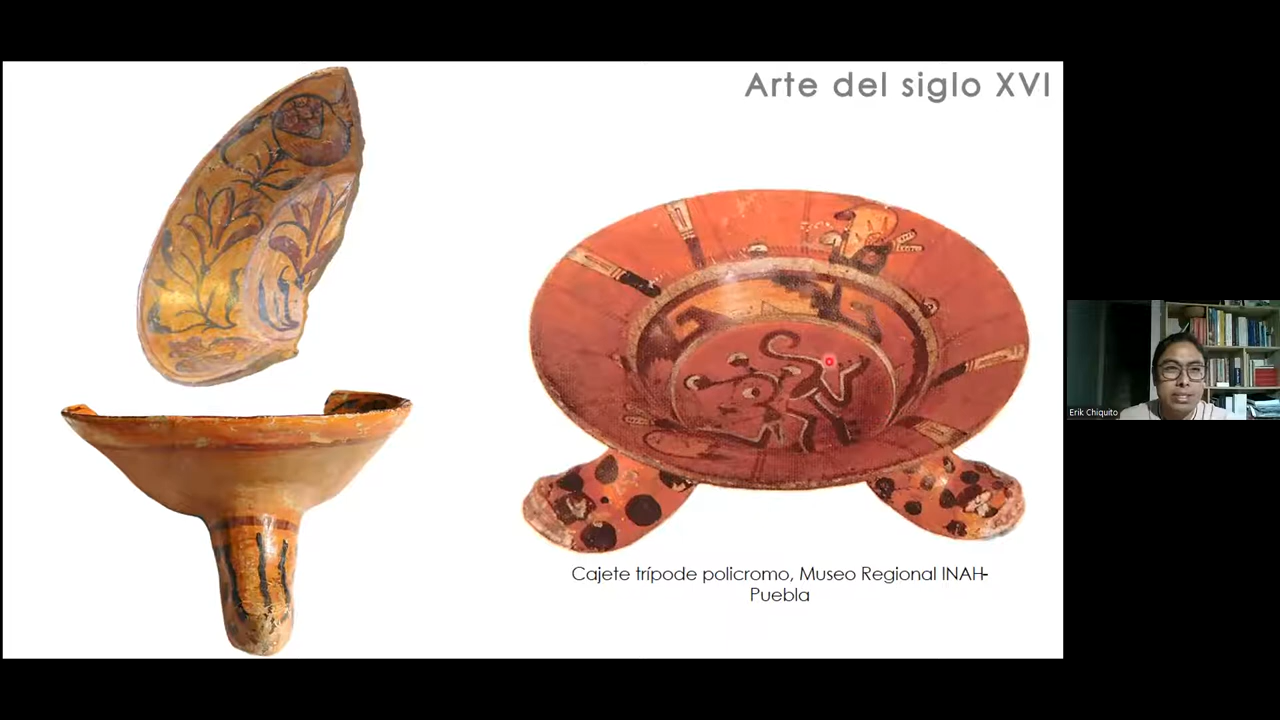 Arte del siglo XVI
Erik Chiquito
Cajete trípode policromo, Museo Regional INAH-
Puebla